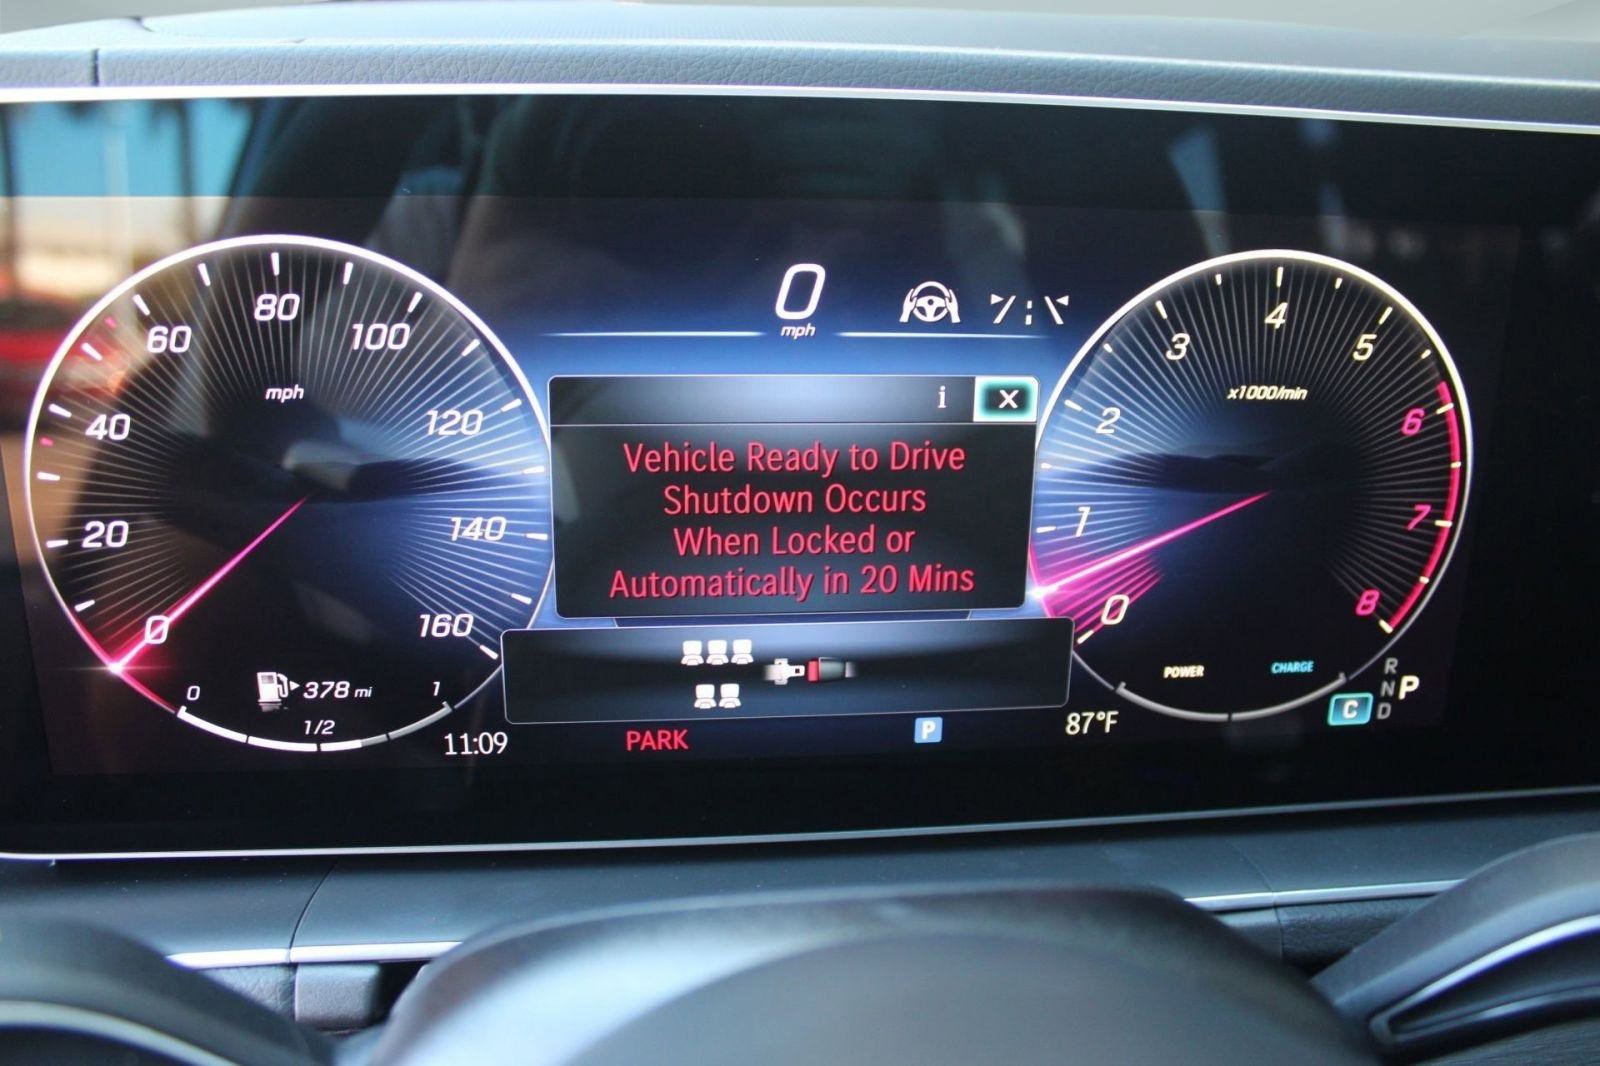 80
60
100
mph
40
120
20
140
0
160
378 mi
0
1
1/2
11:09
0
mph
i X
Vehicle Ready to Drive
Shutdown Occurs
When Locked or
Automatically in 20 Mins
PARK
P
87°F
4
3
5
x1000/min
2
6
1
7
0
8
POWER
CHARGE
R
N P
C D